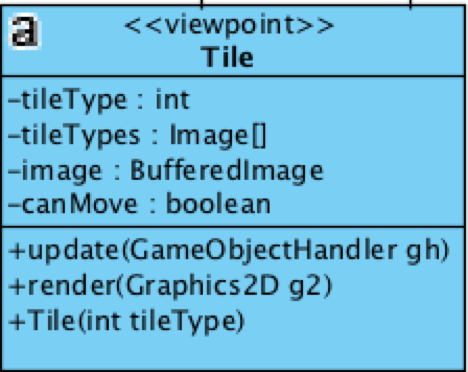 a
<<viewpoint>>
Tile
-tileType : int
-tileTypes : Image[]
-image : BufferedImage
-canMove : boolean
+update(GameObjectHandler gh)
+render(Graphics2D g2)
+Tile(int tileType)